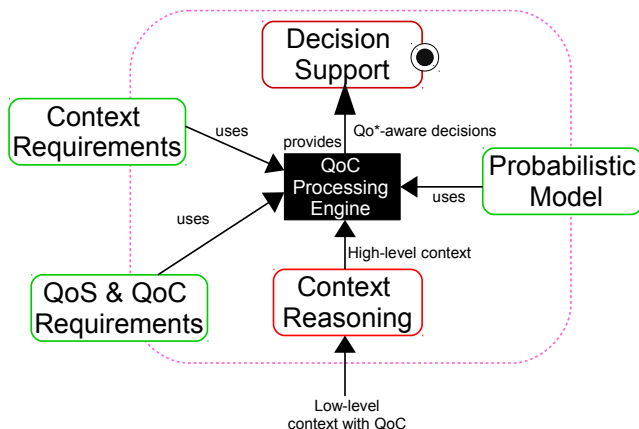 Decision
Support
Context
Requirements
uses
provides
Qo*-aware decisions
QoC
Processing
Engine
Probabilistic
Model
uses
uses
High-level context
QoS & QoC
Requirements
Context
Reasoning
Low-level
context with QoC